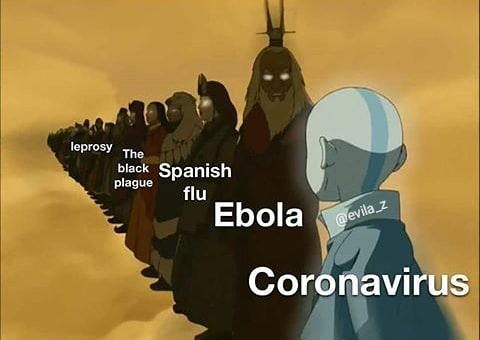 leprosy
The
black
plague
Spanish
flu
Ebola
@evila_z
Coronavirus